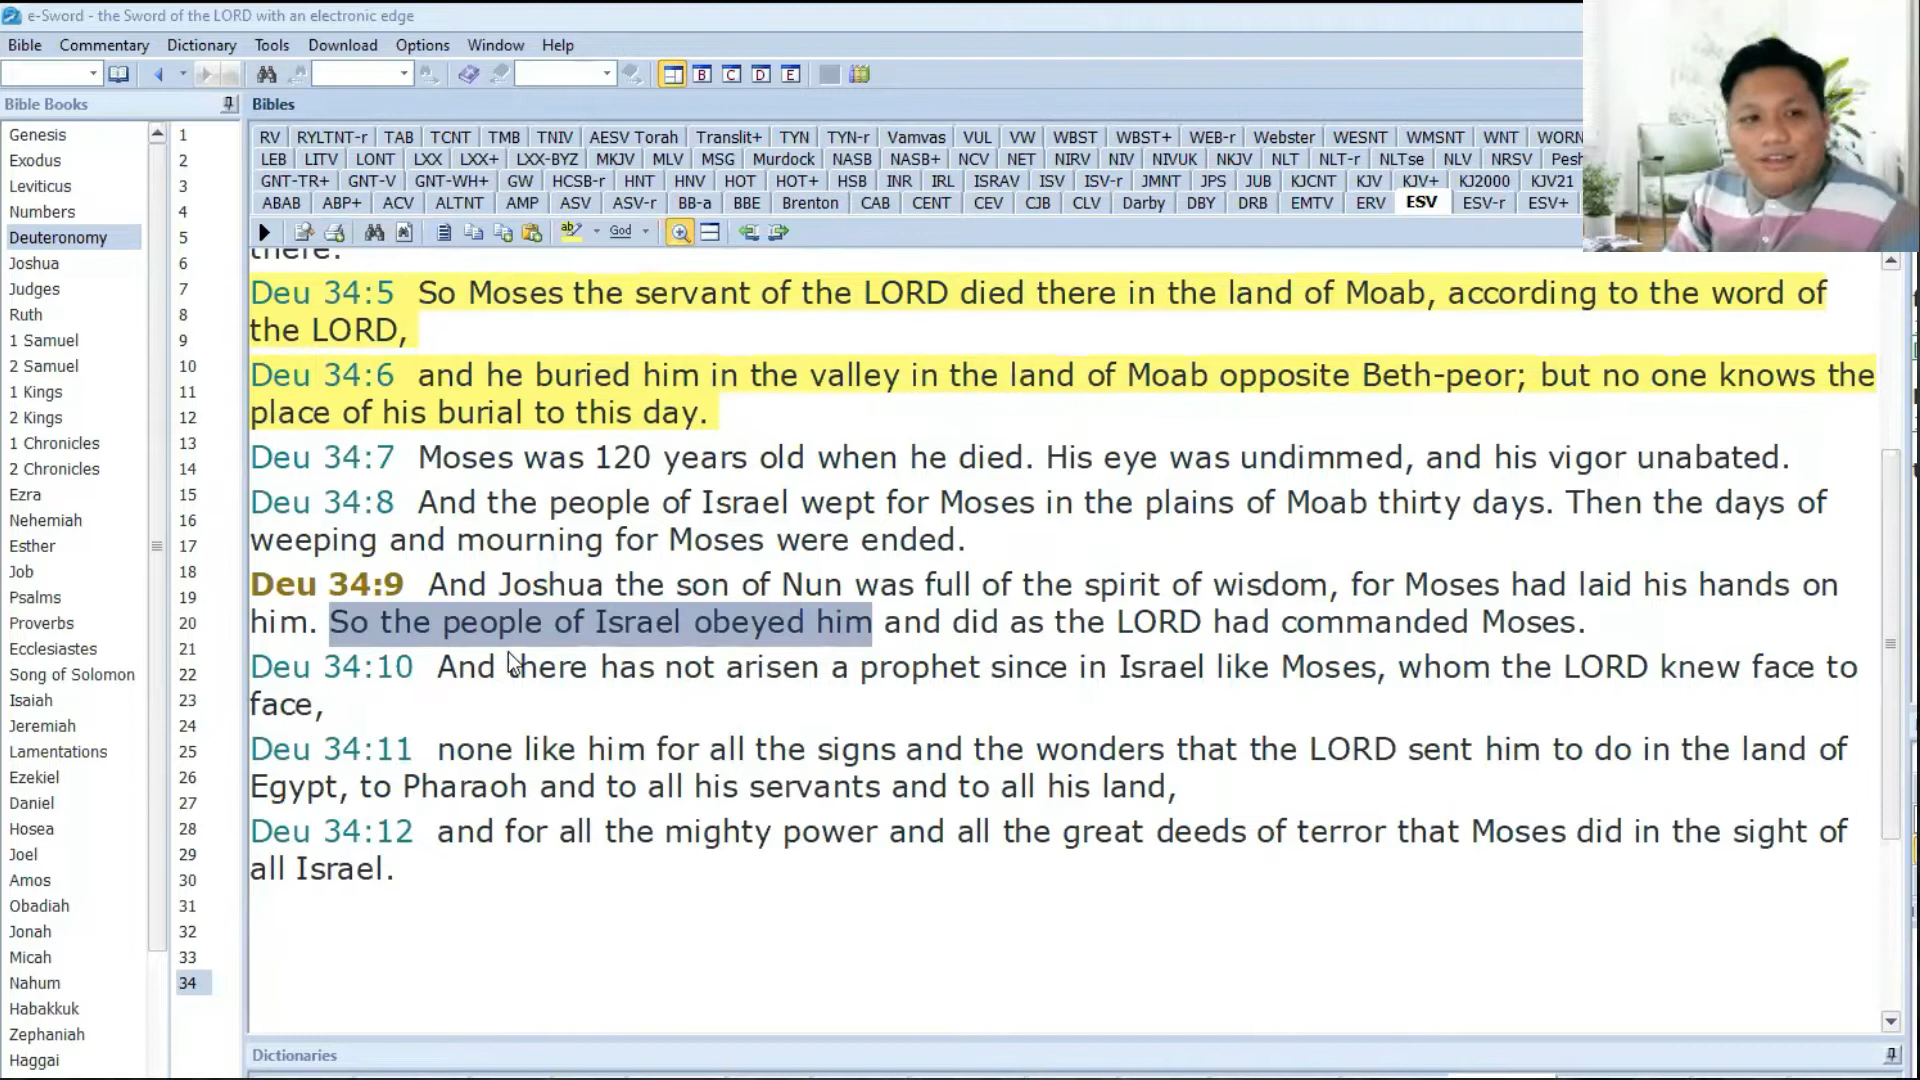 e-Sword - the Sword of the LORD with an electronic edge
Bible Commentary Dictionary Tools Download Options Window Help
Bible Books
Bibles
Genesis
Exodus
Leviticus
Numbers
Deuteronomy
Joshua
Judges
Ruth
1 Samuel
2 Samuel
1 Kings
2 Kings
1 Chronicles
2 Chronicles
Ezra
Nehemiah
Esther
Job
Psalms
Proverbs
Ecclesiastes
Song of Solomon
Isaiah
Jeremiah
Lamentations
Ezekiel
Daniel
Hosea
Joel
Amos
Obadiah
Jonah
Micah
Nahum
Habakkuk
Zephaniah
Haggai
1
2
3
4
5
6
7
8
9
10
11
12
13
14
15
16
17
18
19
20
21
22
23
24
25
26
27
28
29
30
31
32
33
34
B C D E
RV RYLTNT-r TAB TCNT TMB TNIV AESV Torah Translit+ TYN TYN-r Vamvas VUL VW WBST WBST+ WEB-r Webster WESNT WMSNT WNT WORN
LEB LITV LONT LXX LXX+ LXX-BYZ MKJV MLV MSG Murdock NASB NASB+ NCV NET NIRV NIV NIVUK NKJV NLT NLT-r NLTse NLV NRSV Pesh
GNT-TR+ GNT-V GNT-WH+ GW HCSB-r HNT HNV HOT HOT+ HSB INR IRL ISRAV ISV ISV-r JMNT JPS JUB KJCNT KJV KJV+ KJ2000 KJV21
ABAB ABP+ ACV ALTNT AMP ASV ASV-r BB-a BBE Brenton CAB CENT CEV CJB CLV Darby DBY DRB EMTV ERV ESV ESV-r ESV+
ab God
there.
Deu 34:5 So Moses the servant of the LORD died there in the land of Moab, according to the word of
the LORD,
Deu 34:6 and he buried him in the valley in the land of Moab opposite Beth-peor; but no one knows the
place of his burial to this day.
Deu 34:7 Moses was 120 years old when he died. His eye was undimmed, and his vigor unabated.
Deu 34:8 And the people of Israel wept for Moses in the plains of Moab thirty days. Then the days of
weeping and mourning for Moses were ended.
Deu 34:9 And Joshua the son of Nun was full of the spirit of wisdom, for Moses had laid his hands on
him. So the people of Israel obeyed him and did as the LORD had commanded Moses.
Deu 34:10 And there has not arisen a prophet since in Israel like Moses, whom the LORD knew face to
face,
Deu 34:11 none like him for all the signs and the wonders that the LORD sent him to do in the land of
Egypt, to Pharaoh and to all his servants and to all his land,
Deu 34:12 and for all the mighty power and all the great deeds of terror that Moses did in the sight of
all Israel.
Dictionaries